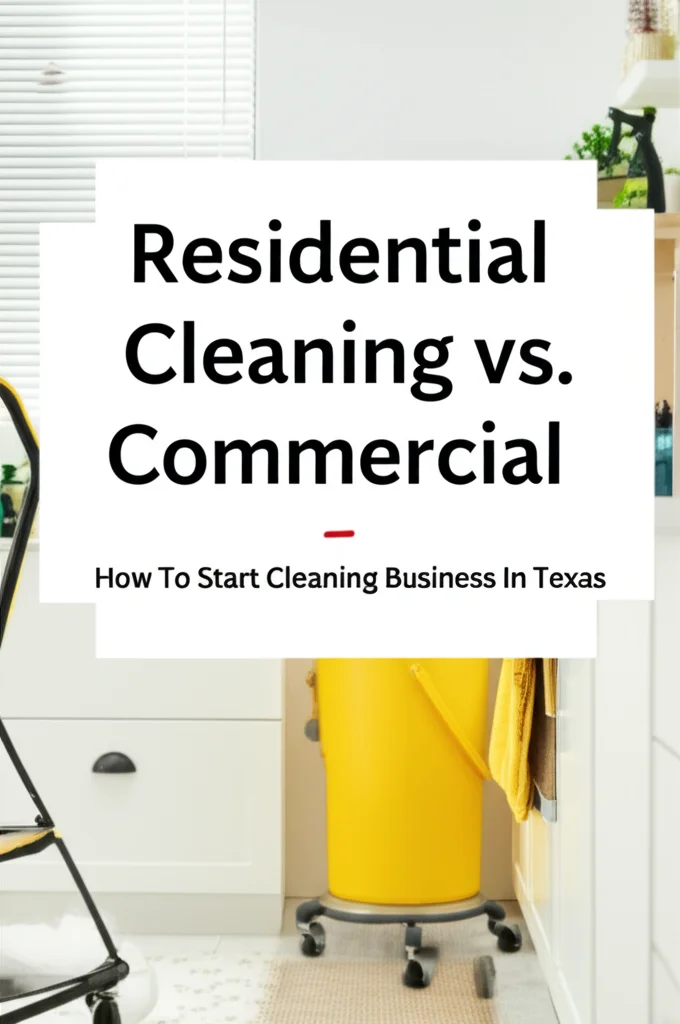 Residential
Cleaning vs.
Commercial
How To Start Cleaning Business In Texas